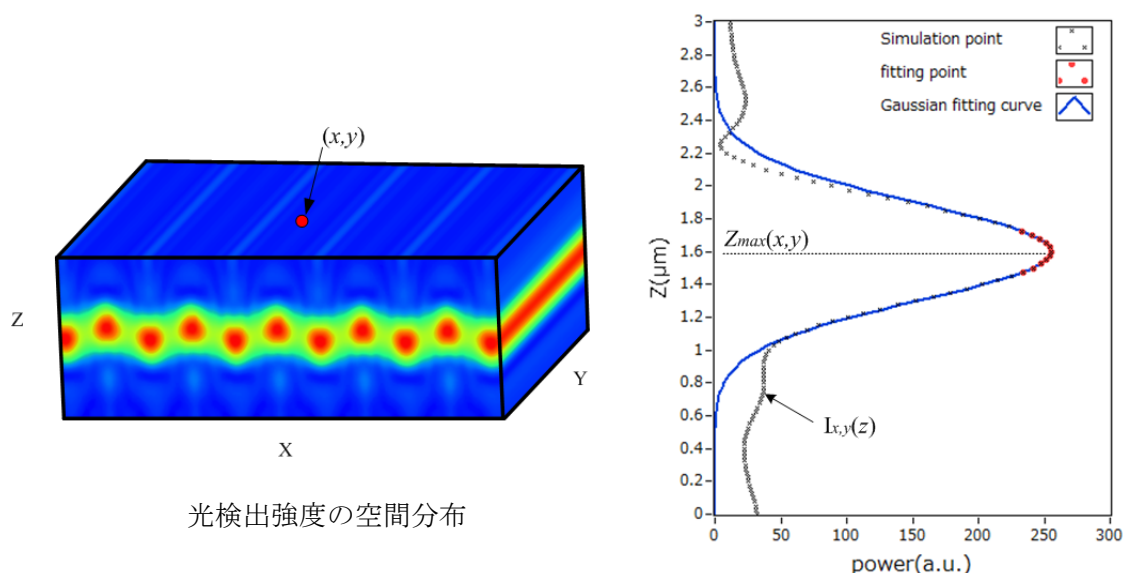 (x,y)
Z
Y
X
光検出強度の空間分布
Simulation point
fitting point
Gaussian fitting curve
3
2.8
2.6
2.4
2.2
2
1.8
1.6
1.4
1.2
1
0.8
0.6
0.4
0.2
0
Z(μm)
Zmax(x,y)
Ix,y(z)
0
50
100
150
200
250
300
power(a.u.)